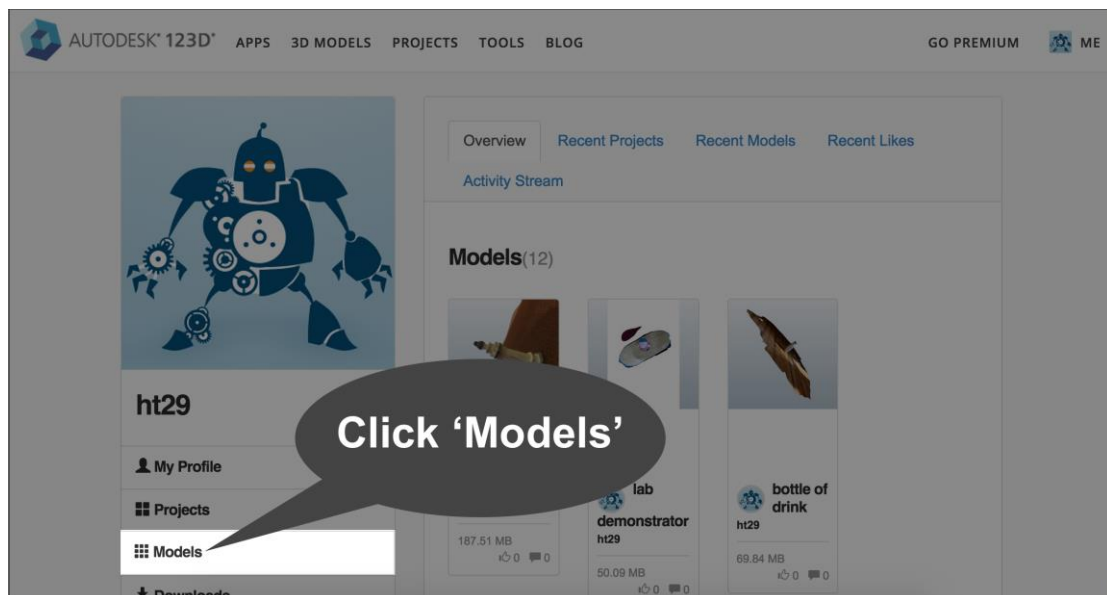 AUTODESK® 123D® APPS 3D MODELS PROJECTS TOOLS BLOG GO PREMIUM ME
Overview Recent Projects Recent Models Recent Likes
Activity Stream
Models(12)
ht29
Click ‘Models’
My Profile
Projects
Models
Downloads
187.51 MB
0 0
lab
demonstrator
ht29
50.09 MB
0 0
bottle of
drink
ht29
69.84 MB
0 0